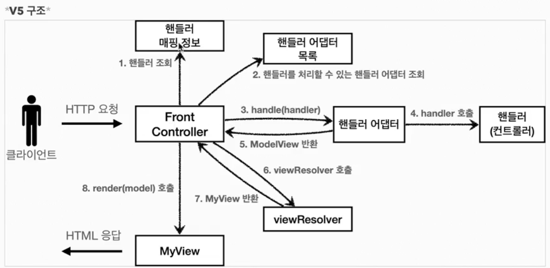 *V5 구조*
핸들러
매핑 정보
핸들러 어댑터
목록
1. 핸들러 조회
2. 핸들러를 처리할 수 있는 핸들러 어댑터 조회
HTTP 요청
Front
Controller
3. handle(handler)
핸들러 어댑터
4. handler 호출
핸들러
(컨트롤러)
클라이언트
5. ModelView 반환
6. viewResolver 호출
8. render(model) 호출
7. MyView 반환
viewResolver
HTML 응답
MyView